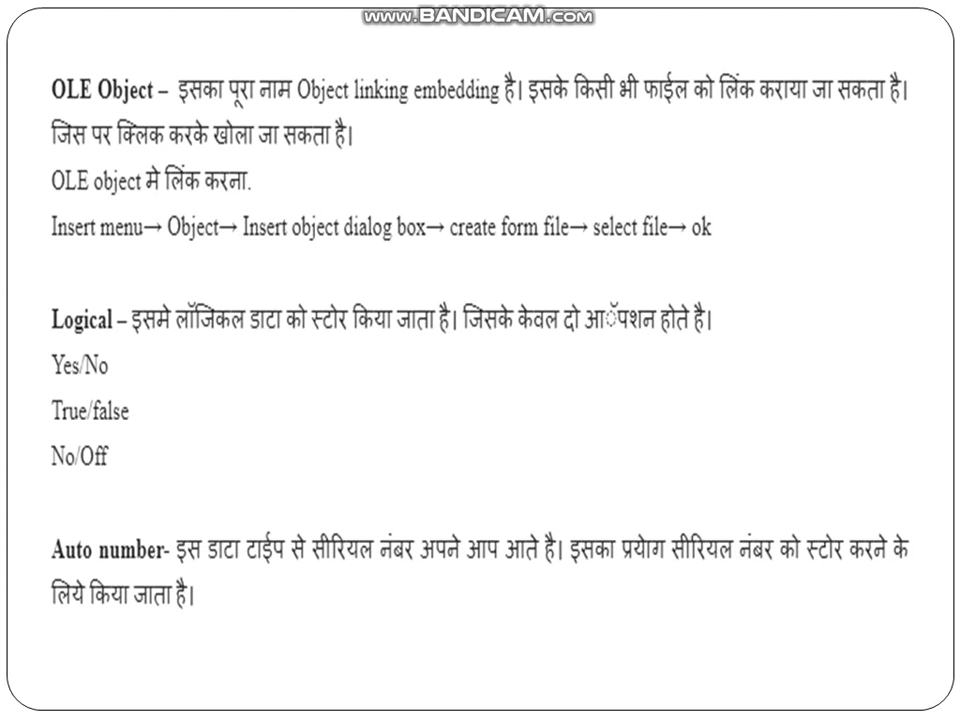 WWW.BANDICAM.COM
OLE Object – इसका पूरा नाम Object linking embedding है। इसके किसी भी फाईल को लिंक कराया जा सकता है।
जिस पर क्लिक करके खोला जा सकता है।
OLE object मे लिंक करना.
Insert menu→ Object→ Insert object dialog box→ create form file→ select file→ ok
Logical – इसमे लॉजिकल डाटा को स्टोर किया जाता है। जिसके केवल दो आॅपशन होते है।
Yes/No
True/false
No/Off
Auto number- इस डाटा टाईप से सीरियल नंबर अपने आप आते है। इसका प्रयोग सीरियल नंबर को स्टोर करने के
लिये किया जाता है।